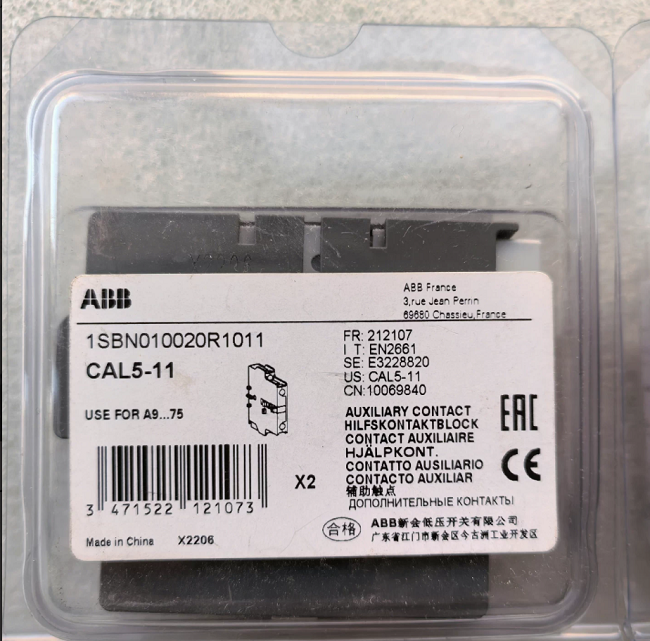 ABB
ABB France
3,rue Jean Perrin
69680 Chassieu,France
1SBN010020R1011
CAL5-11
USE FOR A9...75
FR: 212107
I T: EN2661
SE: E3228820
US: CAL5-11
CN:10069840
AUXILIARY CONTACT
HILFSKONTAKTBLOCK
CONTACT AUXILIAIRE
HJÄLPKONT.
CONTATTO AUSILIARIO
CONTACTO AUXILIAR
辅助触点
ДОПОЛНИТЕЛЬНЫЕ КОНТАКТЫ
EAC
CE
X2
3 471522 121073
Made in China X2206
合格
ABB新会低压开关有限公司
广东省江门市新会区今古洲工业开发区